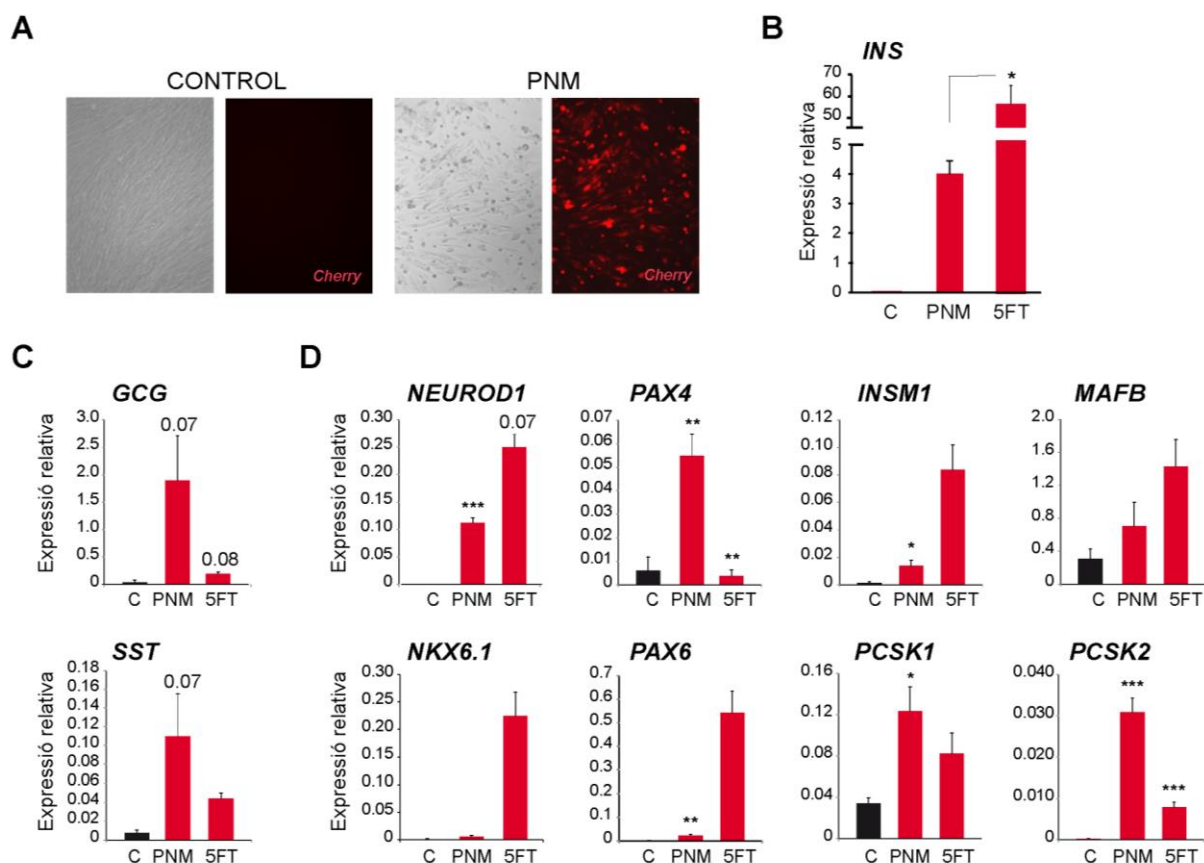 A
CONTROL
PNM
Cherry
Cherry
B
INS
*
Expressió relativa
70
60
50
5
4
3
2
1
0
C PNM 5FT
C
GCG
Expressió relativa
3.0
2.5
2.0
1.5
1.0
0.5
0
0.07
0.08
C PNM 5FT
SST
Expressió relativa
0.18
0.16
0.14
0.12
0.10
0.08
0.06
0.04
0.02
0
0.07
C PNM 5FT
D
NEUROD1
Expressió relativa
0.30
0.25
0.20
0.15
0.10
0.05
0
***
0.07
C PNM 5FT
PAX4
0.07
0.06
0.05
0.04
0.03
0.02
0.01
0
**
**
C PNM 5FT
INSM1
0.12
0.10
0.08
0.06
0.04
0.02
0
*
C PNM 5FT
MAFB
2.0
1.6
1.2
0.8
0.4
0
C PNM 5FT
NKX6.1
Expressió relativa
0.30
0.25
0.20
0.15
0.10
0.05
0
C PNM 5FT
PAX6
0.7
0.6
0.5
0.4
0.3
0.2
0.1
0
**
C PNM 5FT
PCSK1
0.16
0.12
0.08
0.04
0
*
C PNM 5FT
PCSK2
0.040
0.030
0.020
0.010
0
***
***
C PNM 5FT